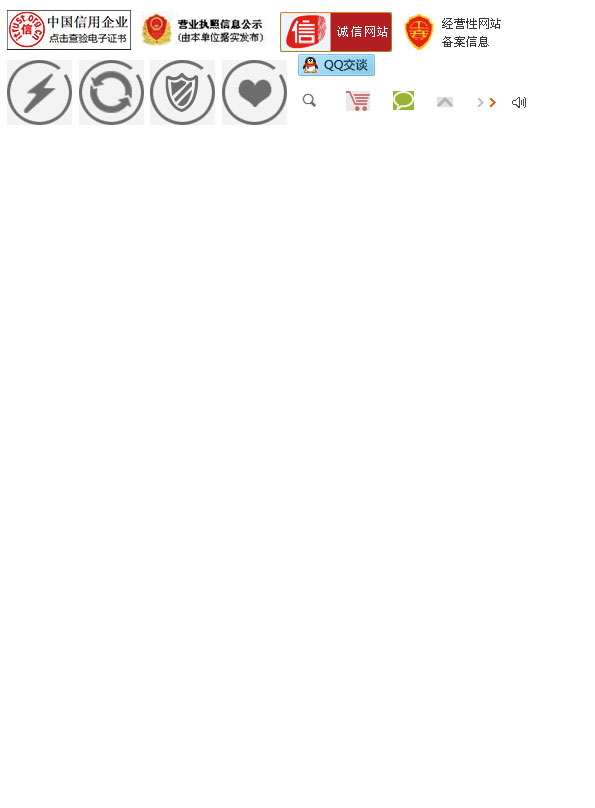 ITRUST.ORG.CN
信
中国信用企业
点击查验电子证书
营业执照信息公示
(由本单位据实发布)
信
诚信网站
经营性网站
备案信息
QQ交谈